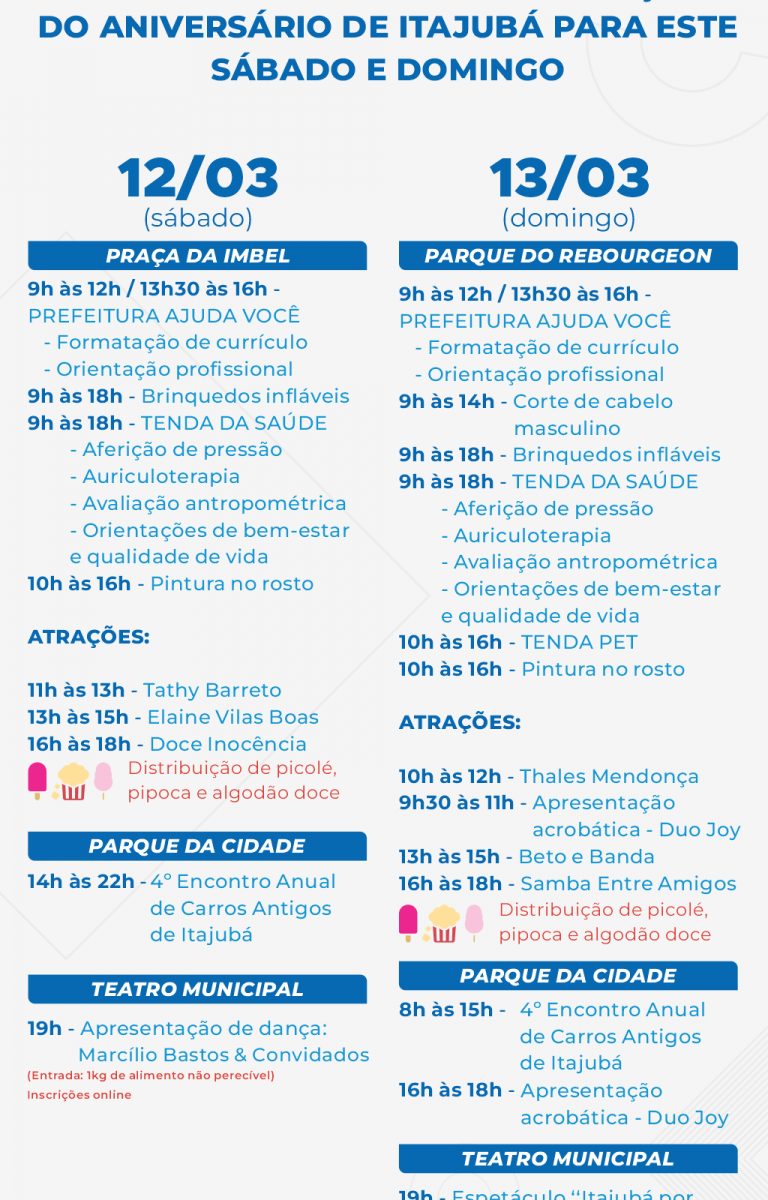 DO ANIVERSÁRIO DE ITAJUBÁ PARA ESTE
SÁBADO E DOMINGO
12/03
(sábado)
PRAÇA DA IMBEL
9h às 12h / 13h30 às 16h -
PREFEITURA AJUDA VOCÊ
- Formatação de currículo
- Orientação profissional
9h às 18h - Brinquedos infláveis
9h às 18h - TENDA DA SAÚDE
- Aferição de pressão
- Auriculoterapia
- Avaliação antropométrica
- Orientações de bem-estar
e qualidade de vida
10h às 16h - Pintura no rosto
ATRAÇÕES:
11h às 13h - Tathy Barreto
13h às 15h - Elaine Vilas Boas
16h às 18h - Doce Inocência
Distribuição de picolé,
pipoca e algodão doce
PARQUE DA CIDADE
14h às 22h - 4º Encontro Anual
de Carros Antigos
de Itajubá
TEATRO MUNICIPAL
19h - Apresentação de dança:
Marcílio Bastos & Convidados
(Entrada: 1kg de alimento não perecível)
Inscrições online
13/03
(domingo)
PARQUE DO REBOURGEON
9h às 12h / 13h30 às 16h -
PREFEITURA AJUDA VOCÊ
- Formatação de currículo
- Orientação profissional
9h às 14h - Corte de cabelo
masculino
9h às 18h - Brinquedos infláveis
9h às 18h - TENDA DA SAÚDE
- Aferição de pressão
- Auriculoterapia
- Avaliação antropométrica
- Orientações de bem-estar
e qualidade de vida
10h às 16h - TENDA PET
10h às 16h - Pintura no rosto
ATRAÇÕES:
10h às 12h - Thales Mendonça
9h30 às 11h - Apresentação
acrobática - Duo Joy
13h às 15h - Beto e Banda
16h às 18h - Samba Entre Amigos
Distribuição de picolé,
pipoca e algodão doce
PARQUE DA CIDADE
8h às 15h - 4º Encontro Anual
de Carros Antigos
de Itajubá
16h às 18h - Apresentação
acrobática - Duo Joy
TEATRO MUNICIPAL
19h - Espetáculo “Itajubá por